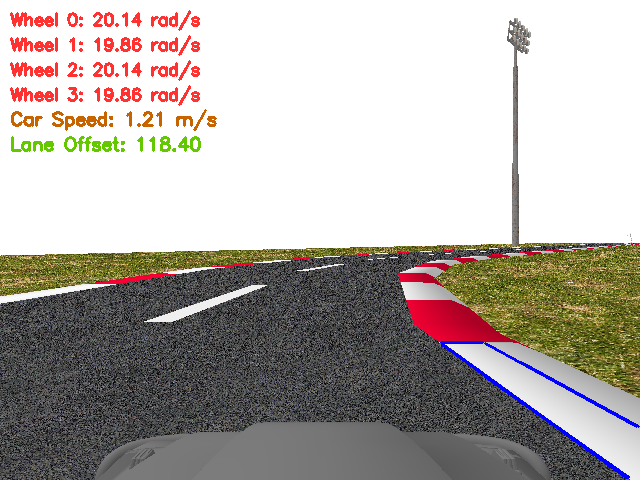 Wheel 0: 20.14 rad/s
Wheel 1: 19.86 rad/s
Wheel 2: 20.14 rad/s
Wheel 3: 19.86 rad/s
Car Speed: 1.21 m/s
Lane Offset: 118.40